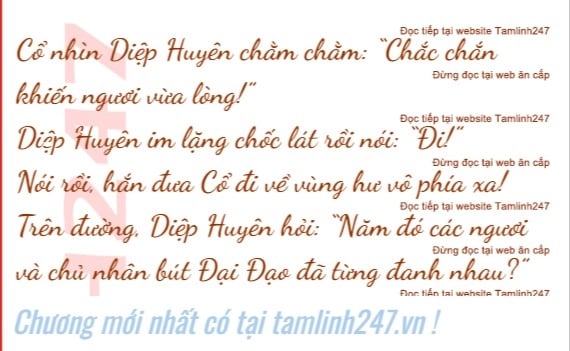 Đọc tiếp tại website Tamlinh247
Cổ nhìn Diệp Huyên chằm chằm: “Chắc chắn
Đừng đọc tại web ăn cắp
khiến ngươi vừa lòng!”
Đọc tiếp tại website Tamlinh247
Diệp Huyên im lặng chốc lát rồi nói: “Đi!”
Đừng đọc tại web ăn cắp
Nói rồi, hắn đưa Cổ đi về vùng hư vô phía xa!
Đọc tiếp tại website Tamlinh247
Trên đường, Diệp Huyên hỏi: “Năm đó các ngươi
Đừng đọc tại web ăn cắp
và chủ nhân bút Đại Đạo đã từng đánh nhau?”
Đọc tiếp tại website Tamlinh247
Chương mới nhất có tại tamlinh247.vn !